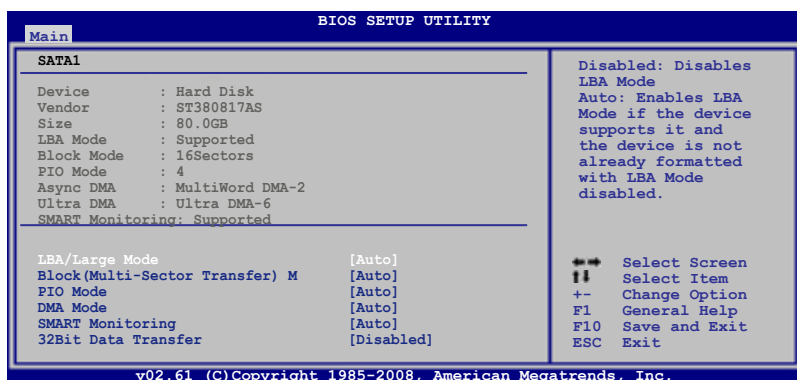 BIOS SETUP UTILITY
Main
SATA1
Device : Hard Disk
Vendor : ST380817AS
Size : 80.0GB
LBA Mode : Supported
Block Mode : 16Sectors
PIO Mode : 4
Async DMA : MultiWord DMA-2
Ultra DMA : Ultra DMA-6
SMART Monitoring: Supported
LBA/Large Mode [Auto]
Block(Multi-Sector Transfer) M [Auto]
PIO Mode [Auto]
DMA Mode [Auto]
SMART Monitoring [Auto]
32Bit Data Transfer [Disabled]
Disabled: Disables
LBA Mode
Auto: Enables LBA
Mode if the device
supports it and
the device is not
already formatted
with LBA Mode
disabled.
←→ Select Screen
↑↓ Select Item
+- Change Option
F1 General Help
F10 Save and Exit
ESC Exit
v02.61 (C)Copyright 1985-2008, American Megatrends, Inc.